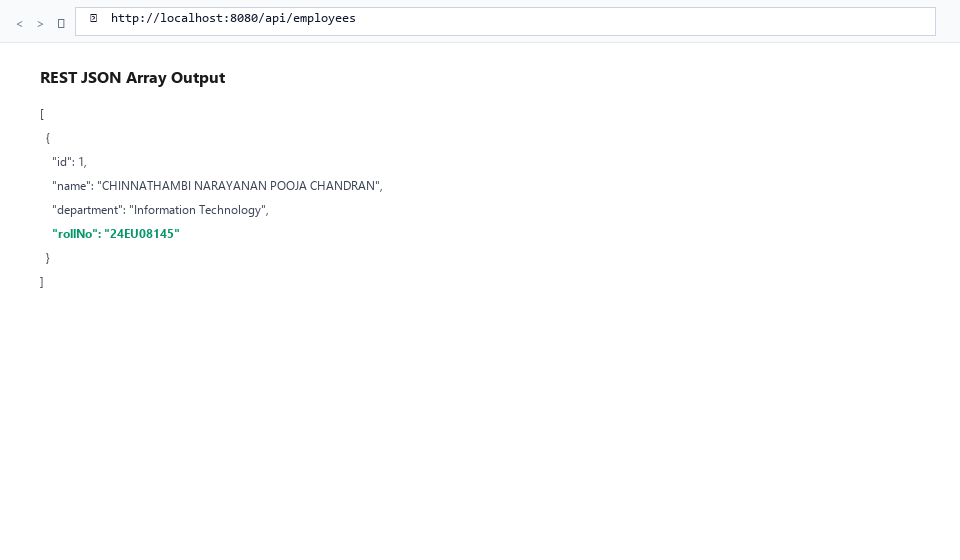 < > http://localhost:8080/api/employees
REST JSON Array Output
[
{
"id": 1,
"name": "CHINNATHAMBI NARAYANAN POOJA CHANDRAN",
"department": "Information Technology",
"rollNo": "24EU08145"
}
]